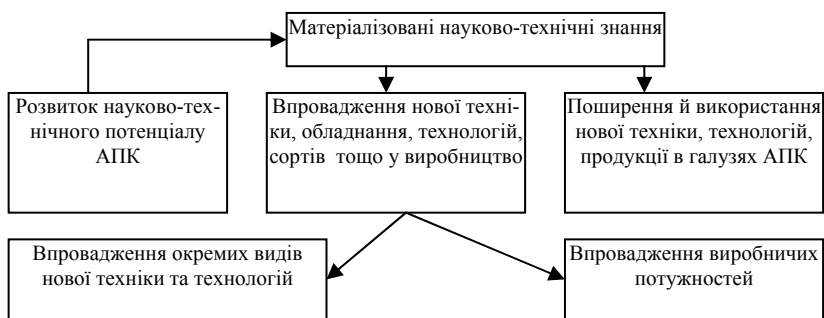 Матеріалізовані науково-технічні знання
Розвиток науково-тех-
нічного потенціалу
АПК
Впровадження нової техні-
ки, обладнання, технологій,
сортів тощо у виробництво
Поширення й використання
нової техніки, технологій,
продукції в галузях АПК
Впровадження окремих видів
нової техніки та технологій
Впровадження виробничих
потужностей